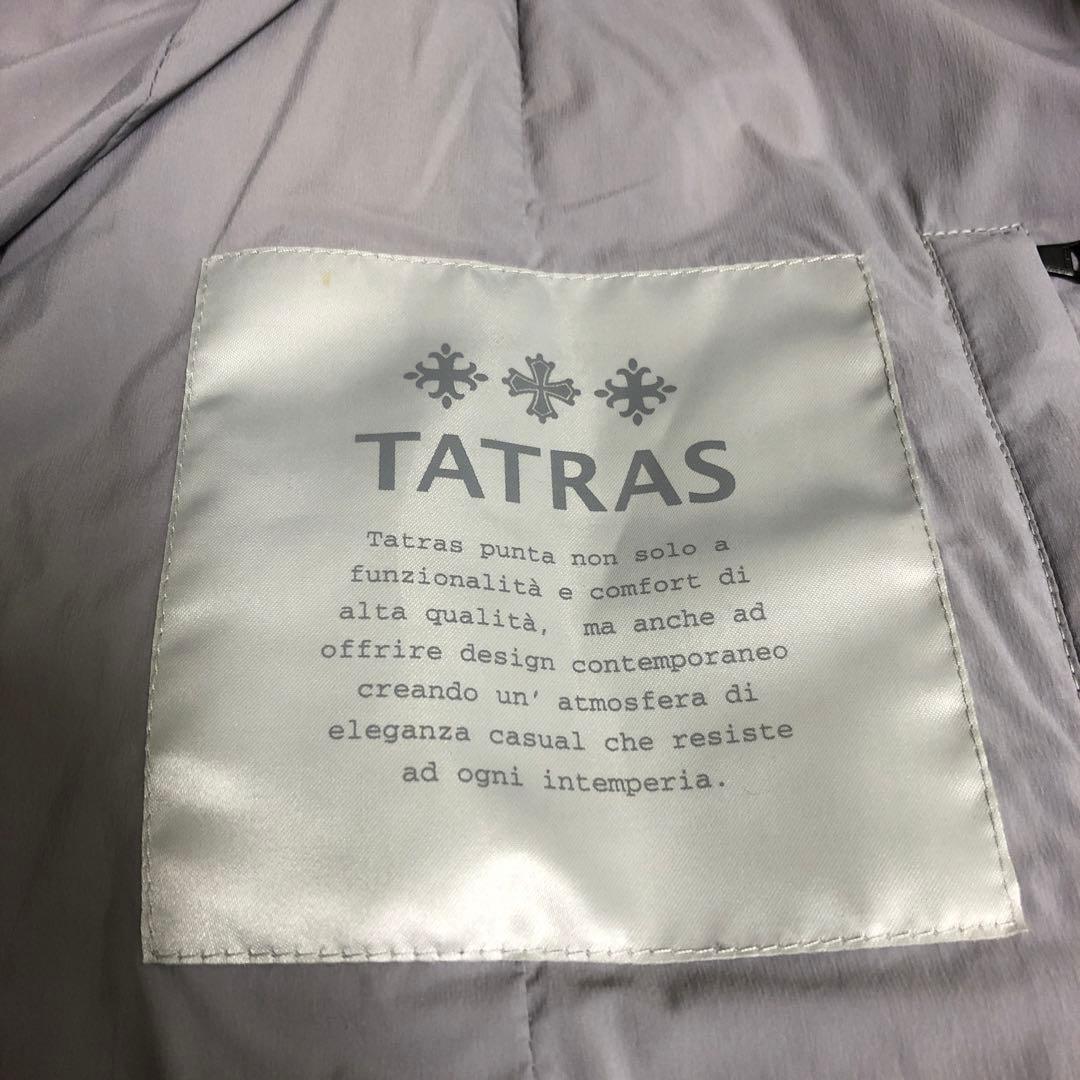 TATRAS
Tatras punta non solo a
funzionalità e comfort di
alta qualità, ma anche ad
offrire design contemporaneo
creando un' atmosfera di
eleganza casual che resiste
ad ogni intemperia.